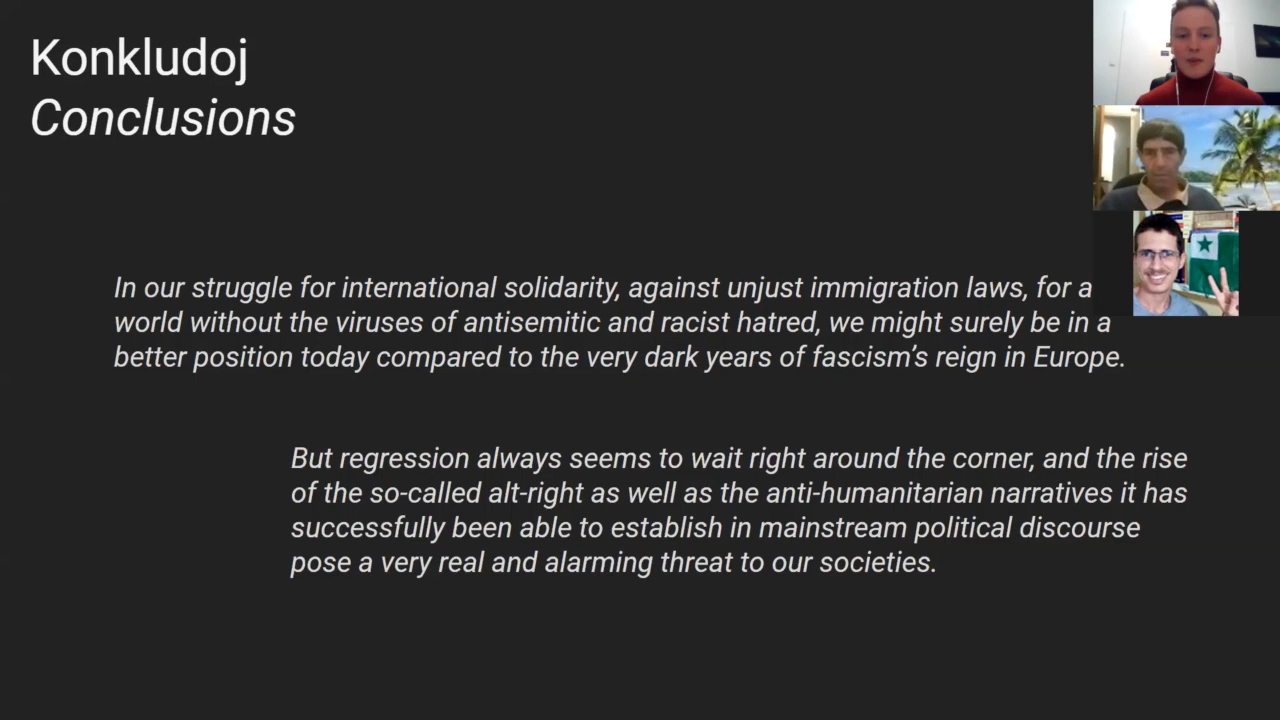 Konkludoj
Conclusions
In our struggle for international solidarity, against unjust immigration laws, for a
world without the viruses of antisemitic and racist hatred, we might surely be in a
better position today compared to the very dark years of fascism’s reign in Europe.
But regression always seems to wait right around the corner, and the rise
of the so-called alt-right as well as the anti-humanitarian narratives it has
successfully been able to establish in mainstream political discourse
pose a very real and alarming threat to our societies.